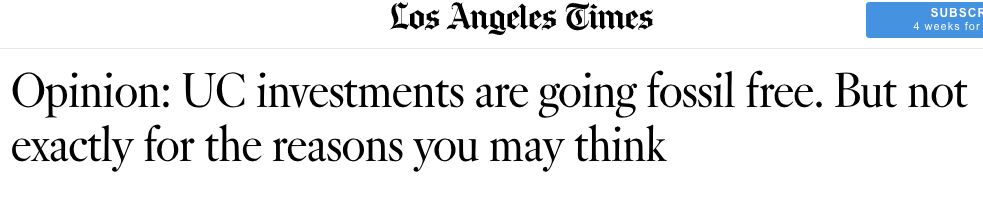 Los Angeles Times
SUBSCR
4 weeks for
Opinion: UC investments are going fossil free. But not
exactly for the reasons you may think